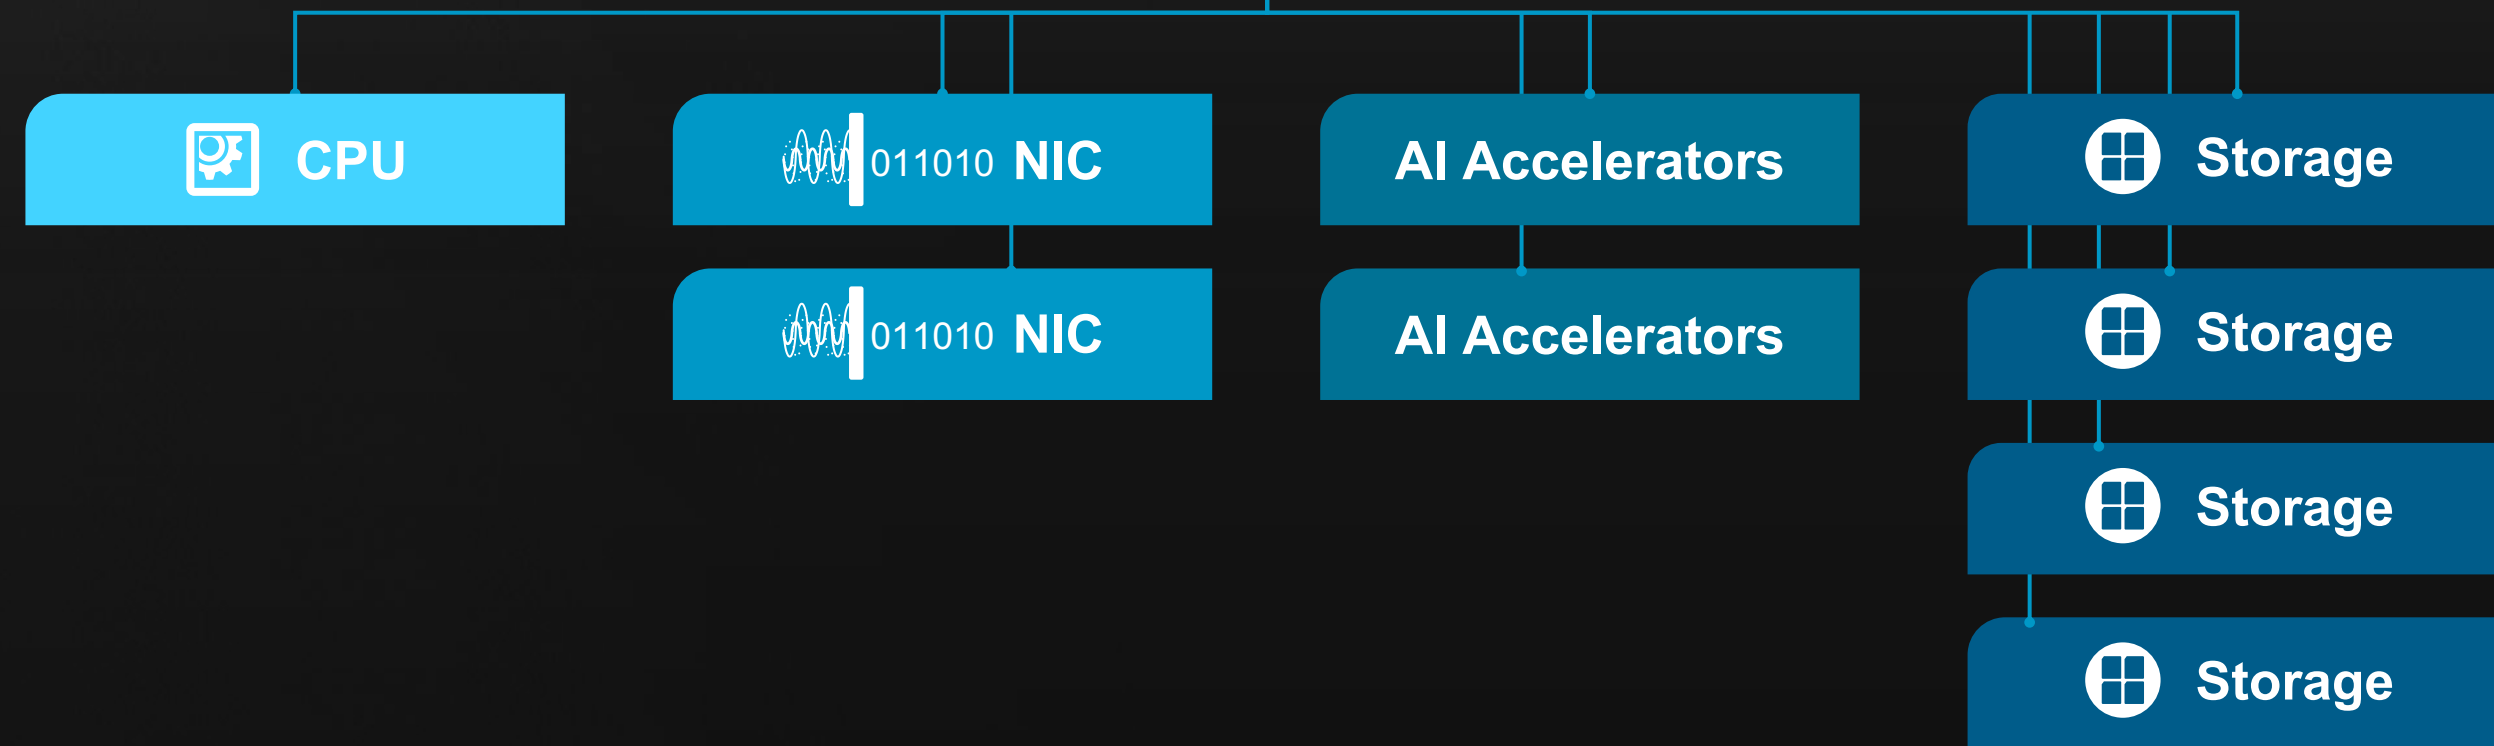 CPU
011010 NIC
AI Accelerators
Storage
011010 NIC
AI Accelerators
Storage
Storage
Storage